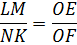 LM/NK = OE/OF